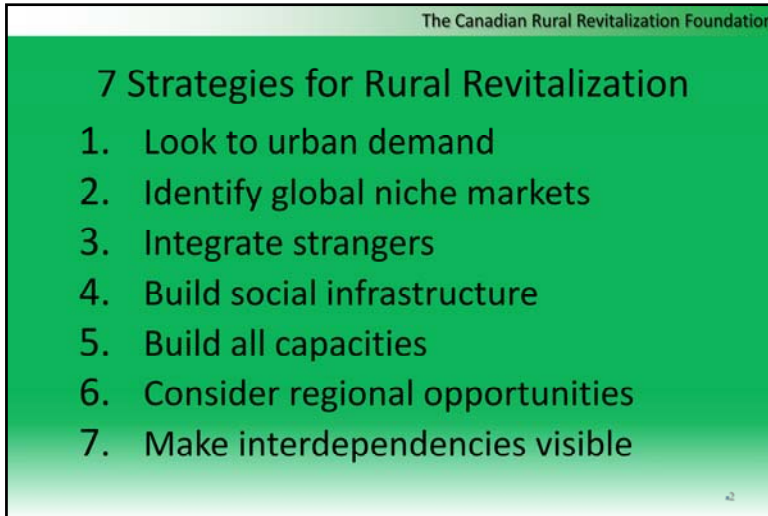 The Canadian Rural Revitalization Foundation
7 Strategies for Rural Revitalization
1. Look to urban demand
2. Identify global niche markets
3. Integrate strangers
4. Build social infrastructure
5. Build all capacities
6. Consider regional opportunities
7. Make interdependencies visible
2